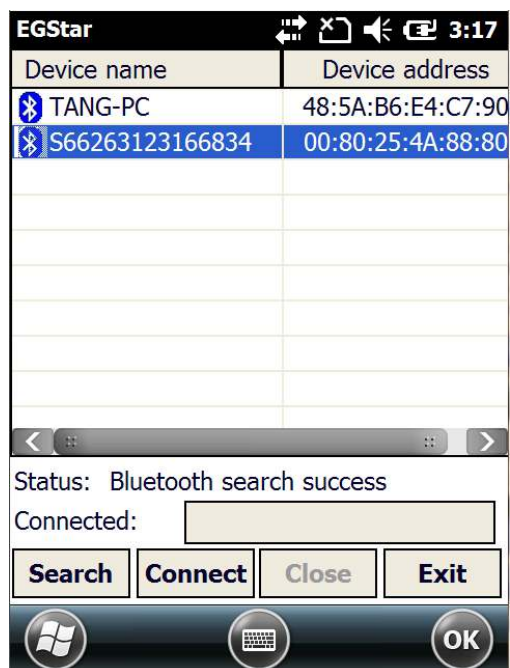 EGStar 3:17
Device name Device address
TANG-PC 48:5A:B6:E4:C7:90
S66263123166834 00:80:25:4A:88:80
Status: Bluetooth search success
Connected:
Search Connect Close Exit
OK